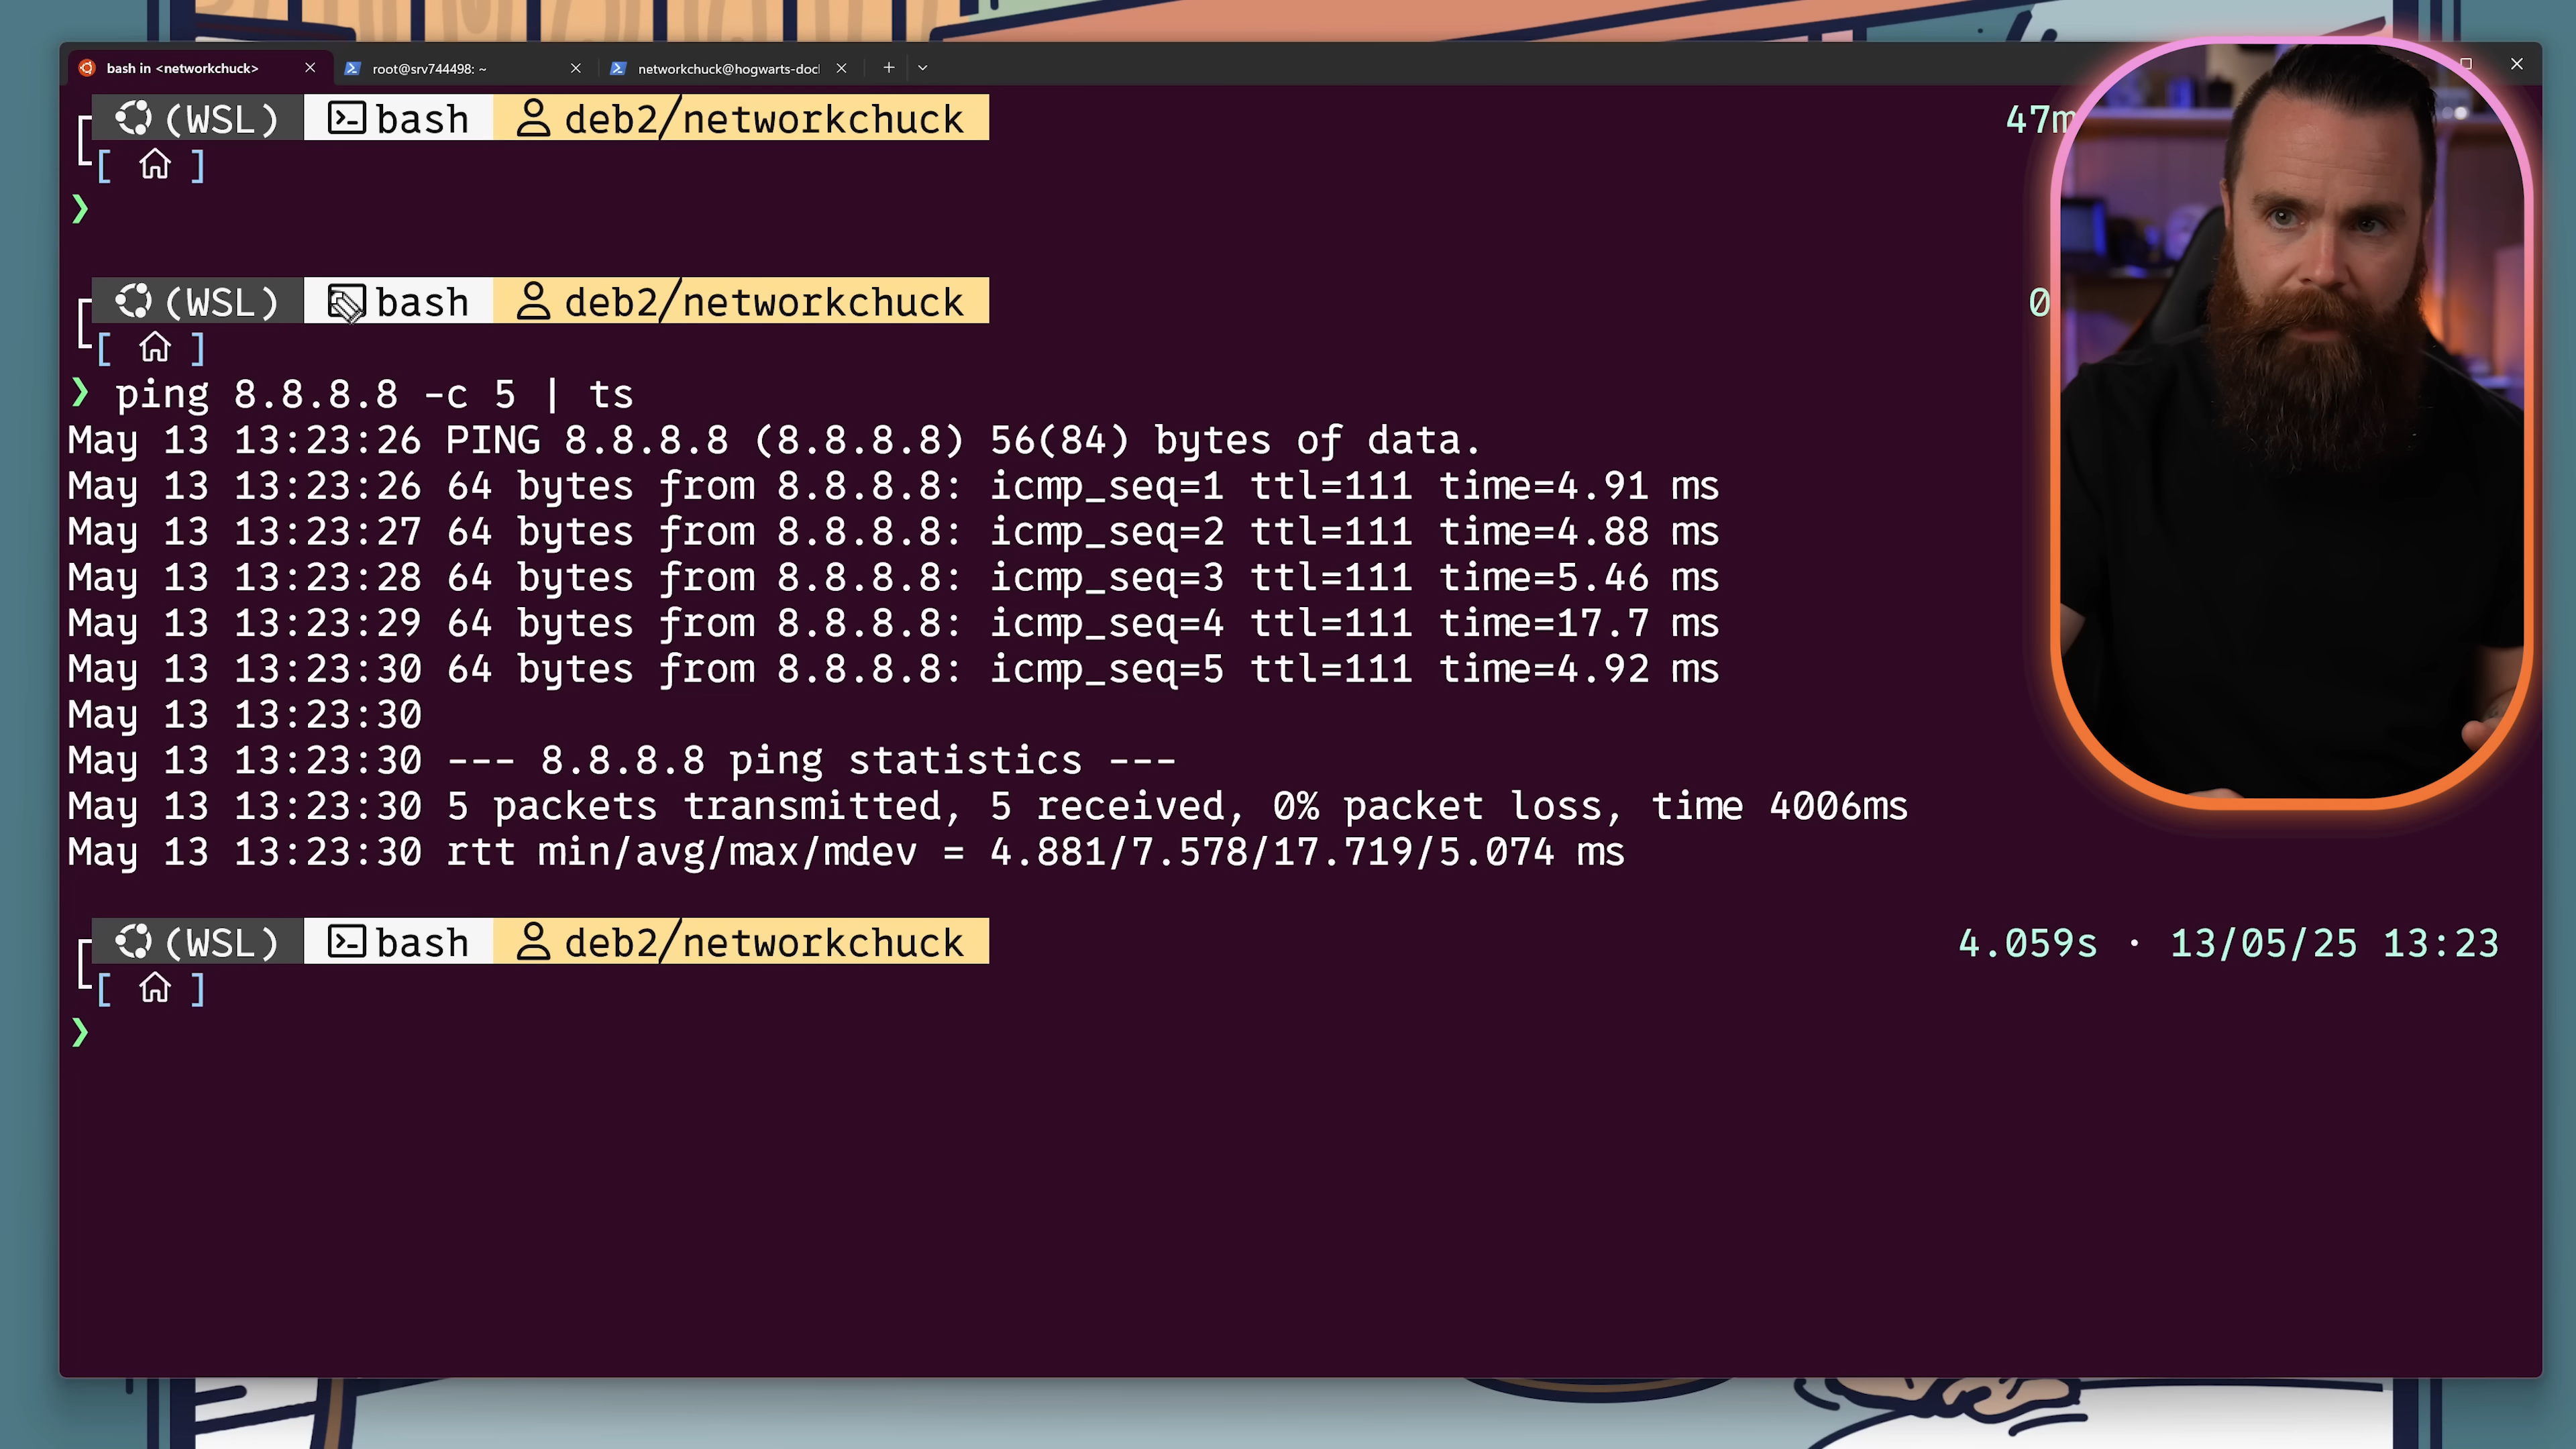 bash in <networkchuck>
root@srv744498: ~
networkchuck@hogwarts-doc
(WSL) bash deb2/networkchuck 47m
[ ]
❯
(WSL) bash deb2/networkchuck 0
[ ]
❯ ping 8.8.8.8 -c 5 | ts
May 13 13:23:26 PING 8.8.8.8 (8.8.8.8) 56(84) bytes of data.
May 13 13:23:26 64 bytes from 8.8.8.8: icmp_seq=1 ttl=111 time=4.91 ms
May 13 13:23:27 64 bytes from 8.8.8.8: icmp_seq=2 ttl=111 time=4.88 ms
May 13 13:23:28 64 bytes from 8.8.8.8: icmp_seq=3 ttl=111 time=5.46 ms
May 13 13:23:29 64 bytes from 8.8.8.8: icmp_seq=4 ttl=111 time=17.7 ms
May 13 13:23:30 64 bytes from 8.8.8.8: icmp_seq=5 ttl=111 time=4.92 ms
May 13 13:23:30
May 13 13:23:30 --- 8.8.8.8 ping statistics ---
May 13 13:23:30 5 packets transmitted, 5 received, 0% packet loss, time 4006ms
May 13 13:23:30 rtt min/avg/max/mdev = 4.881/7.578/17.719/5.074 ms
(WSL) bash deb2/networkchuck 4.059s · 13/05/25 13:23
[ ]
❯